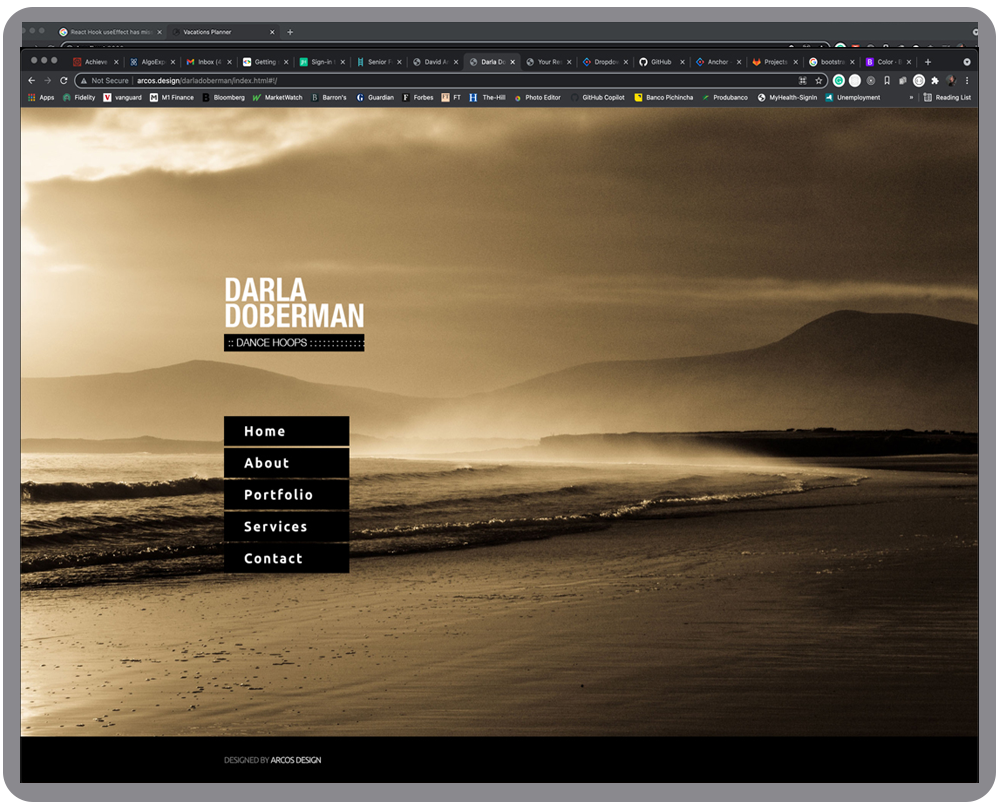 React Hook useEffect has miss
Vacations Planner
Achieve
AlgoExp
Inbox (4
Getting
Sign-in
Senior F
David A
Darla Do
Your Re
Dropdo
GitHub
Anchor
Projects
bootstra
Color
Not Secure | arcos.design/darladoberman/index.html#!/
Apps
Fidelity
vanguard
M1 Finance
Bloomberg
MarketWatch
Barron's
Guardian
Forbes
FT
The-Hill
Photo Editor
GitHub Copilot
Banco Pichincha
Produbanco
MyHealth-SignIn
Unemployment
»
Reading List
DARLA
DOBERMAN
:: DANCE HOOPS ::::::::::::
Home
About
Portfolio
Services
Contact
DESIGNED BY ARCOS DESIGN